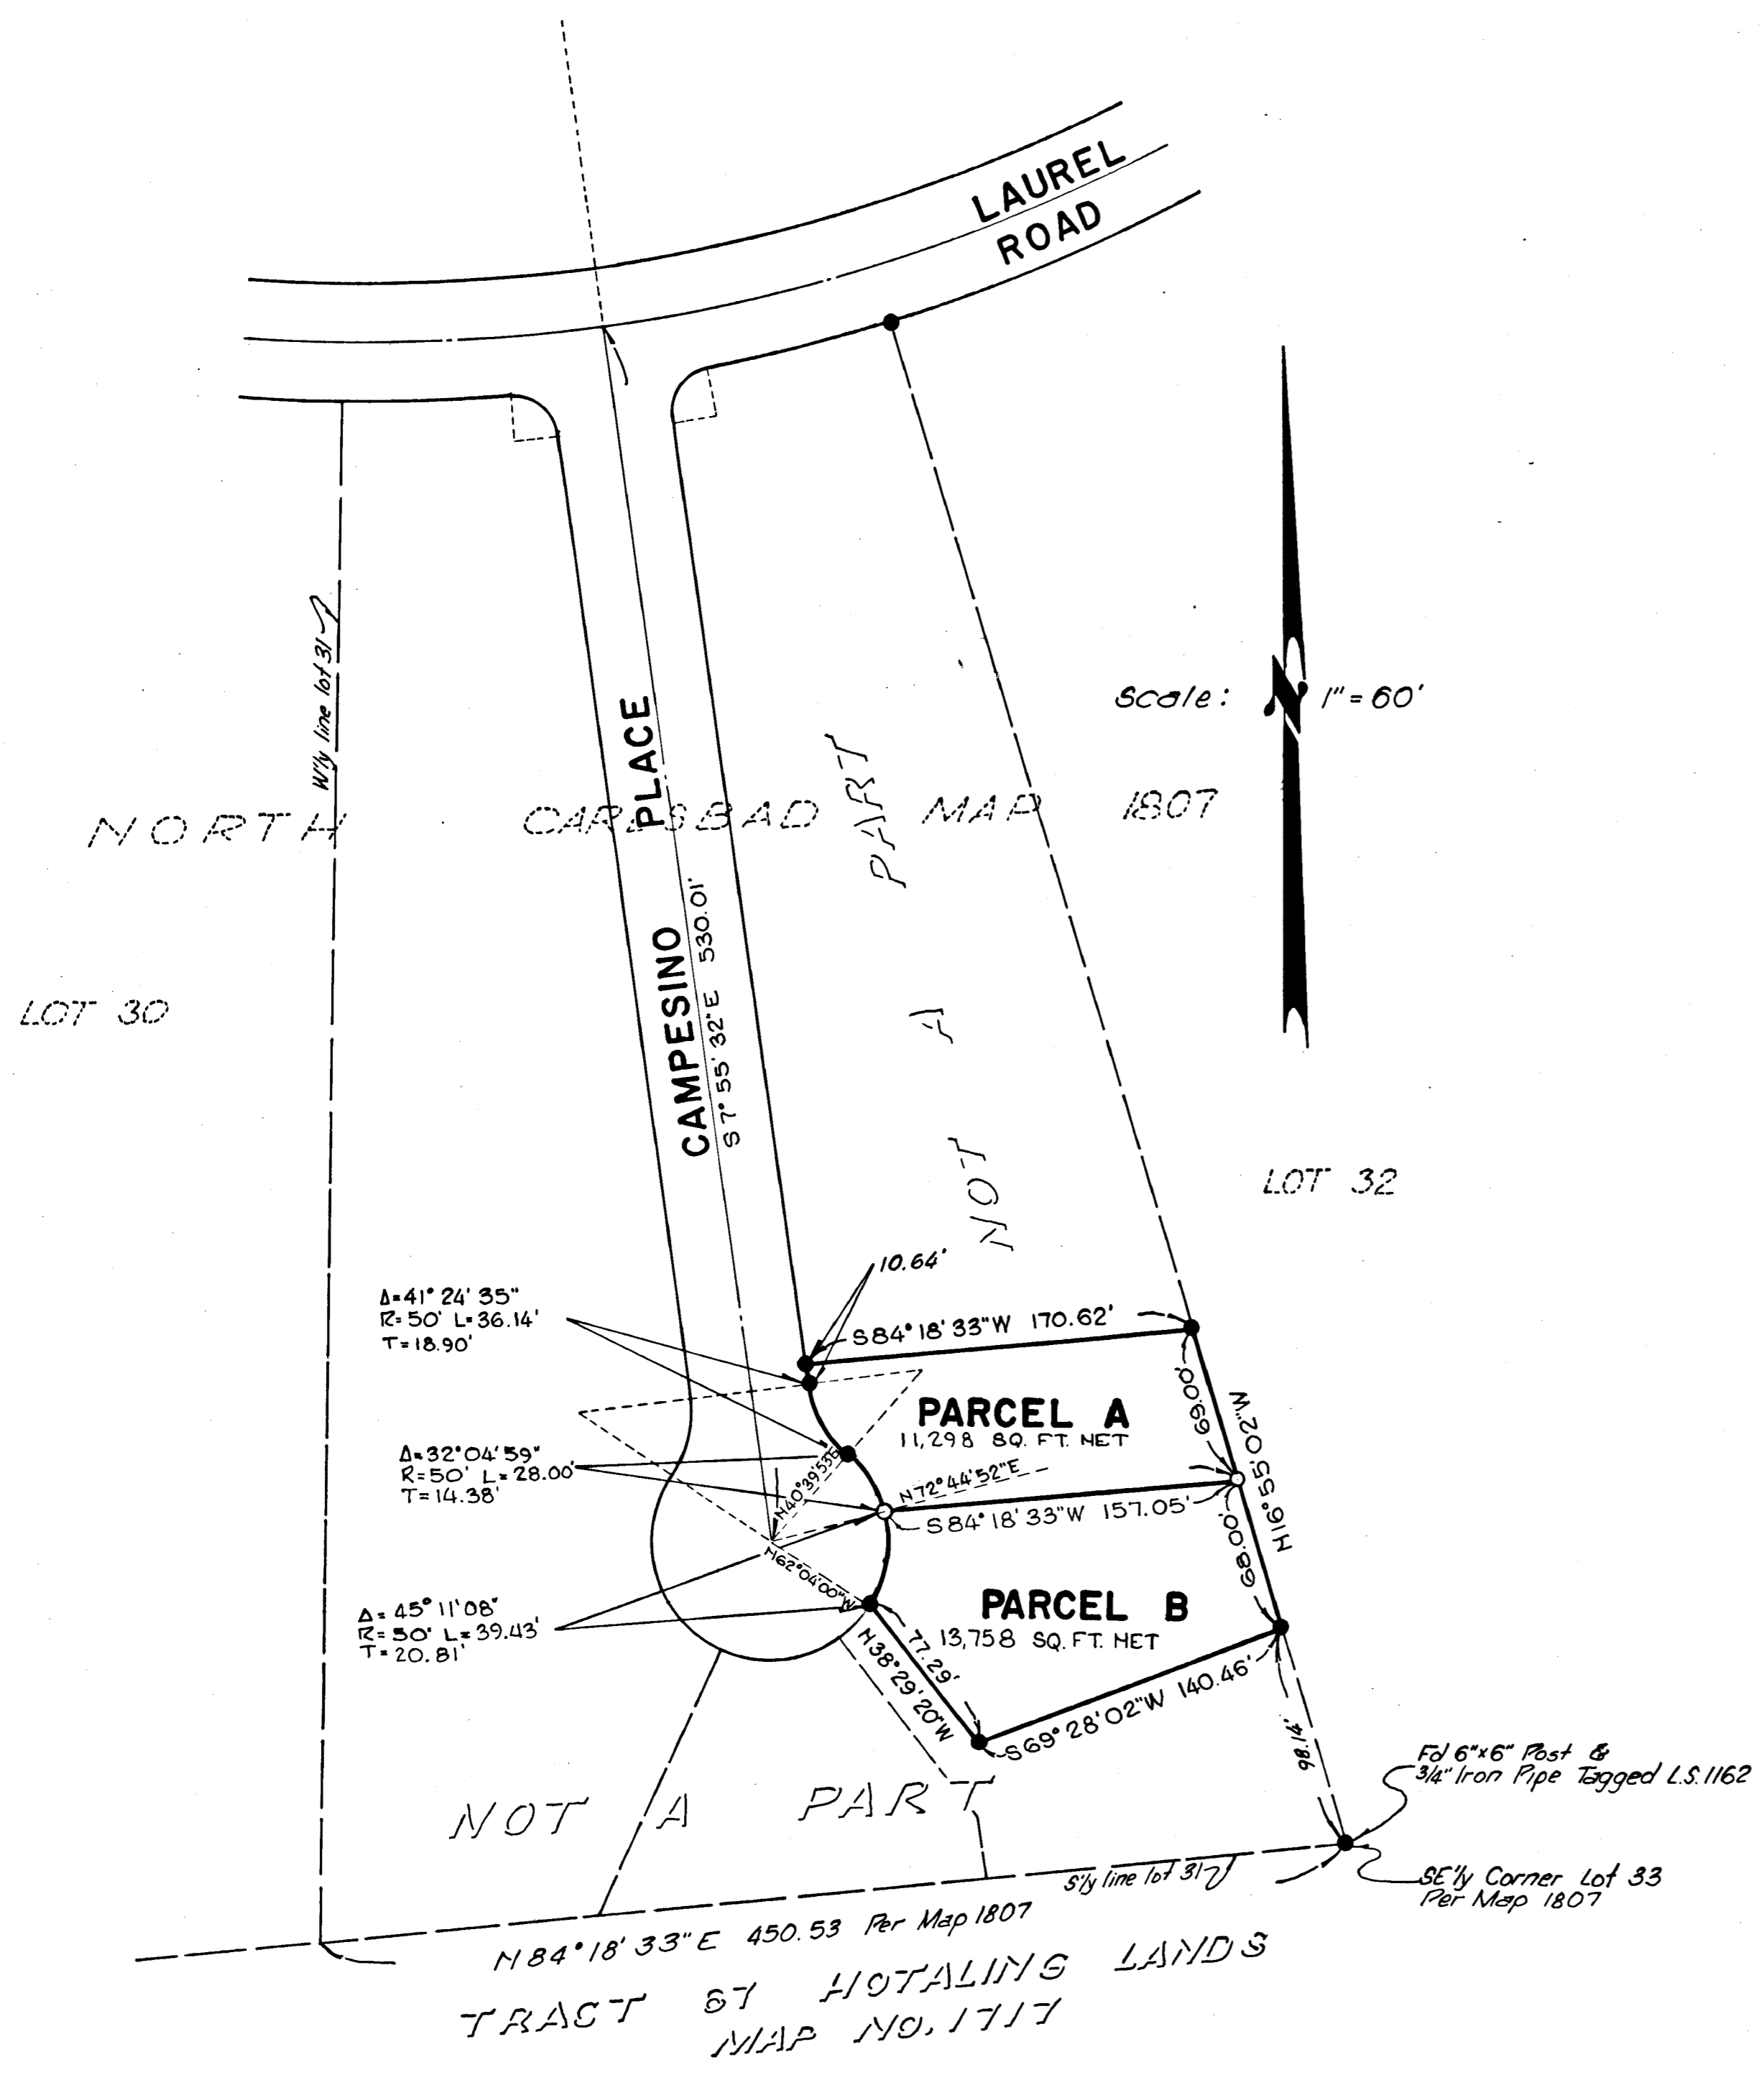 LAUREL
ROAD
Scale: N 1" = 60'
W'ly line lot 31
NORTH CARLSBAD MAP 1807
CAMPESINO PLACE
S 7° 55' 32" E 530.01'
NOT A PART
LOT 30
LOT 32
10.64'
Δ=41° 24' 35"
R=50' L=36.14'
T=18.90'
S84° 18' 33"W 170.62'
69.00'
N16° 55' 02"W
PARCEL A
11,298 SQ. FT. NET
Δ=32° 04' 59"
R=50' L=28.00'
T=14.38'
N40° 39' 53"E
N72° 44' 52"E
S84° 18' 33"W 157.05'
68.00'
N62° 04' 00"W
PARCEL B
13,758 SQ. FT. NET
Δ= 45° 11' 08"
R= 50' L= 39.43'
T= 20.81'
77.29'
N38° 29' 20"W
S69° 28' 02"W 140.46'
98.14'
Fd 6"x6" Post &
3/4" Iron Pipe Tagged L.S. 1162
NOT A PART
S'ly line lot 31
SE'ly Corner Lot 33
Per Map 1807
N84° 18' 33" E 450.53 Per Map 1807
TRACT 57 HOTALING LANDS
MAP NO. 1717